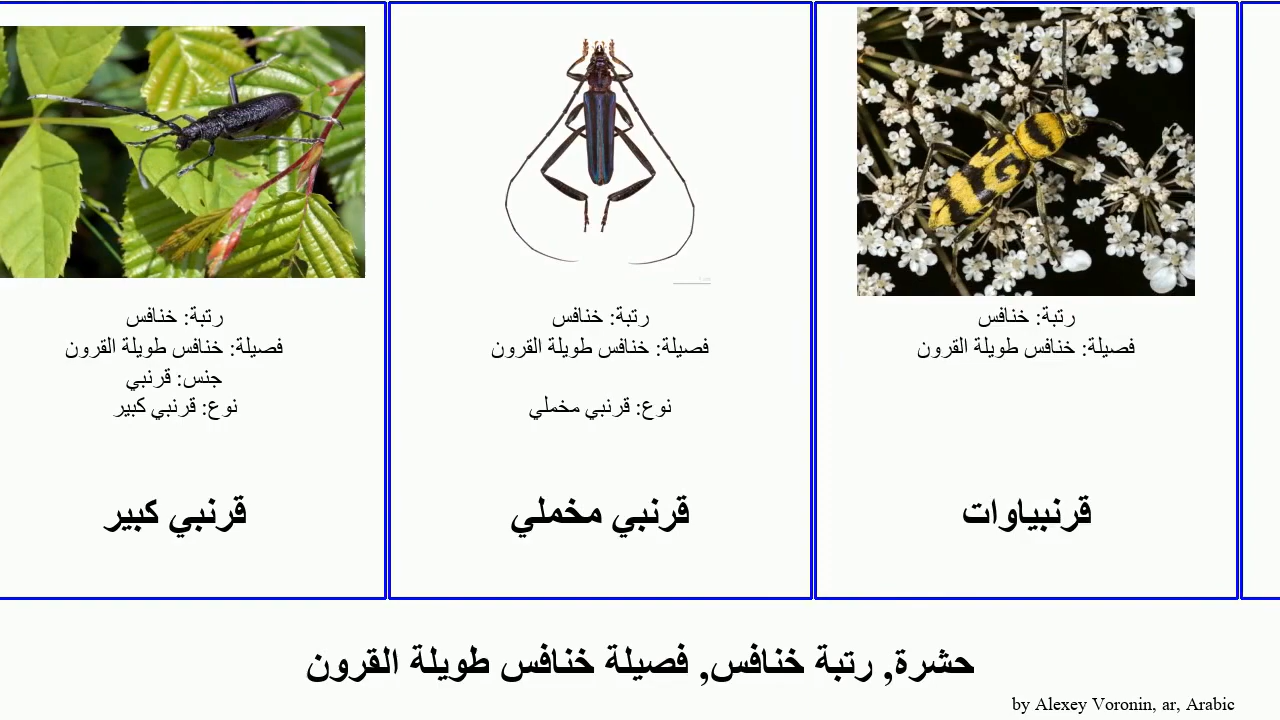 رتبة: خنافس
فصيلة: خنافس طويلة القرون
جنس: قرنبي
نوع: قرنبي كبير
قرنبي كبير
رتبة: خنافس
فصيلة: خنافس طويلة القرون
نوع: قرنبي مخملي
قرنبي مخملي
رتبة: خنافس
فصيلة: خنافس طويلة القرون
قرنبياوات
حشرة, رتبة خنافس, فصيلة خنافس طويلة القرون
by Alexey Voronin, ar, Arabic